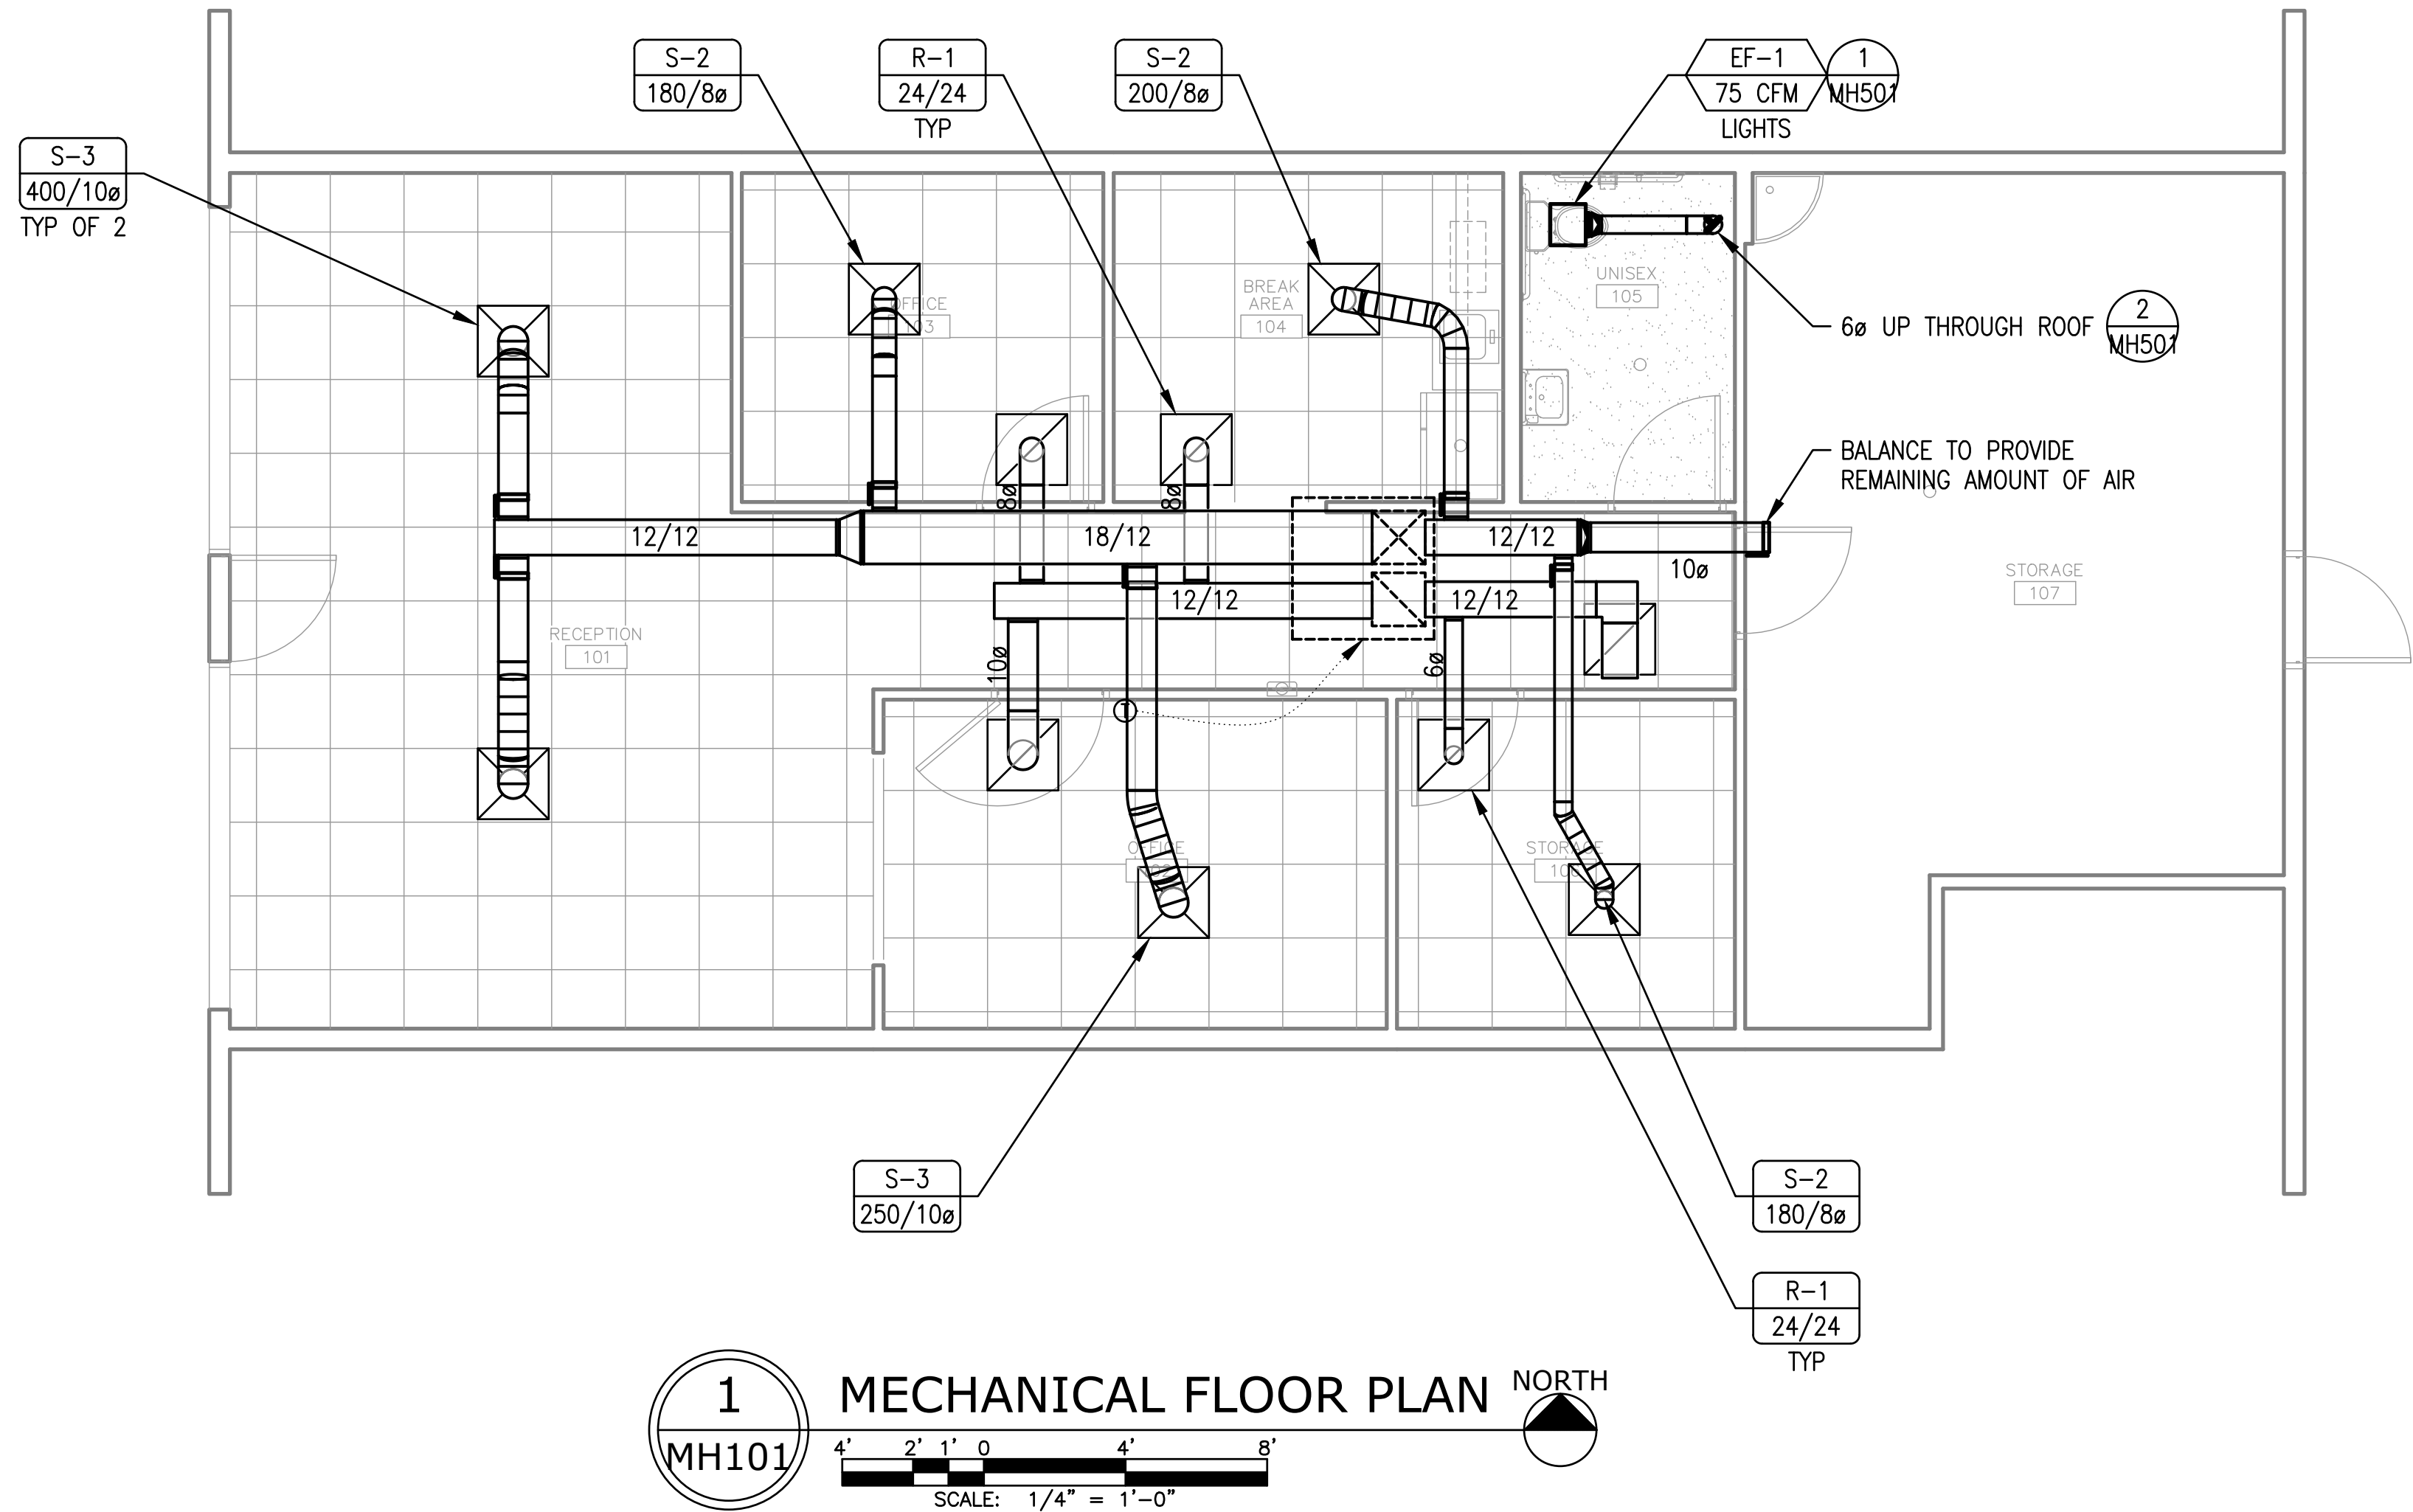 S-2
180/8ø
R-1
24/24
TYP
S-2
200/8ø
EF-1
75 CFM
LIGHTS
1
MH501
S-3
400/10ø
TYP OF 2
OFFICE
103
BREAK
AREA
104
UNISEX
105
6ø UP THROUGH ROOF
2
MH501
BALANCE TO PROVIDE
REMAINING AMOUNT OF AIR
8ø
8ø
12/12
18/12
12/12
10ø
12/12
12/12
STORAGE
107
RECEPTION
101
10ø
6ø
T
OFFICE
102
STORAGE
S-3
250/10ø
S-2
180/8ø
R-1
24/24
TYP
1
MH101
MECHANICAL FLOOR PLAN
NORTH
4' 2' 1' 0 4' 8'
SCALE: 1/4" = 1'-0"